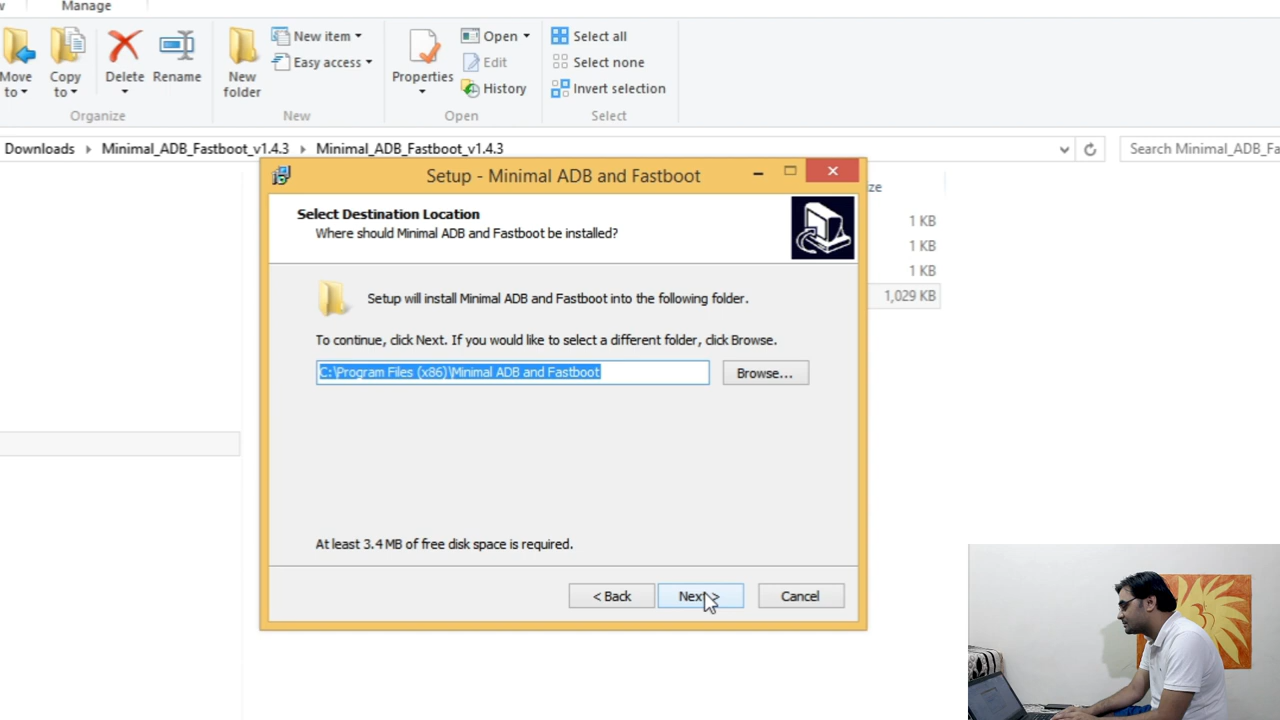 Manage
Move to
Copy to
Delete
Rename
New folder
New item
Easy access
Properties
Open
Edit
History
Select all
Select none
Invert selection
Organize
New
Open
Select
Downloads
Minimal_ADB_Fastboot_v1.4.3
Minimal_ADB_Fastboot_v1.4.3
Search Minimal_ADB_Fa
ze
1 KB
1 KB
1 KB
1,029 KB
Setup - Minimal ADB and Fastboot
Select Destination Location
Where should Minimal ADB and Fastboot be installed?
Setup will install Minimal ADB and Fastboot into the following folder.
To continue, click Next. If you would like to select a different folder, click Browse.
C:\Program Files (x86)\Minimal ADB and Fastboot
Browse...
At least 3.4 MB of free disk space is required.
< Back
Next >
Cancel